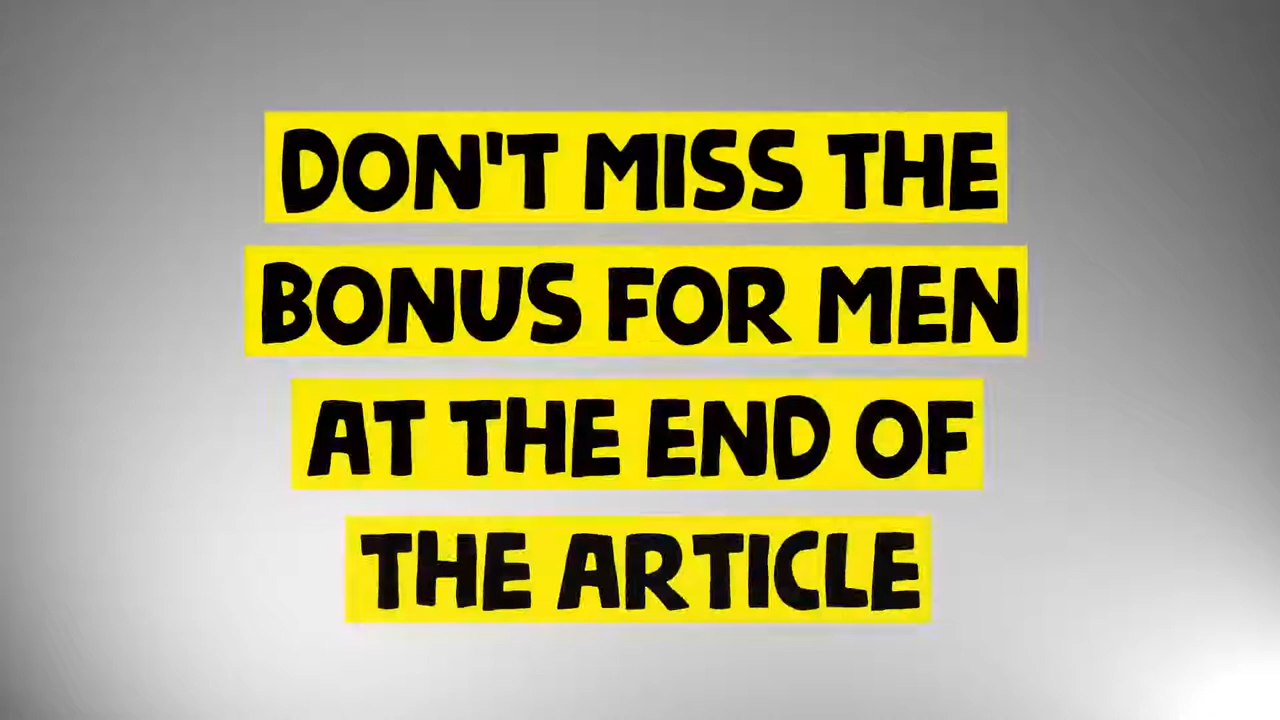 DON'T MISS THE
BONUS FOR MEN
AT THE END OF
THE ARTICLE